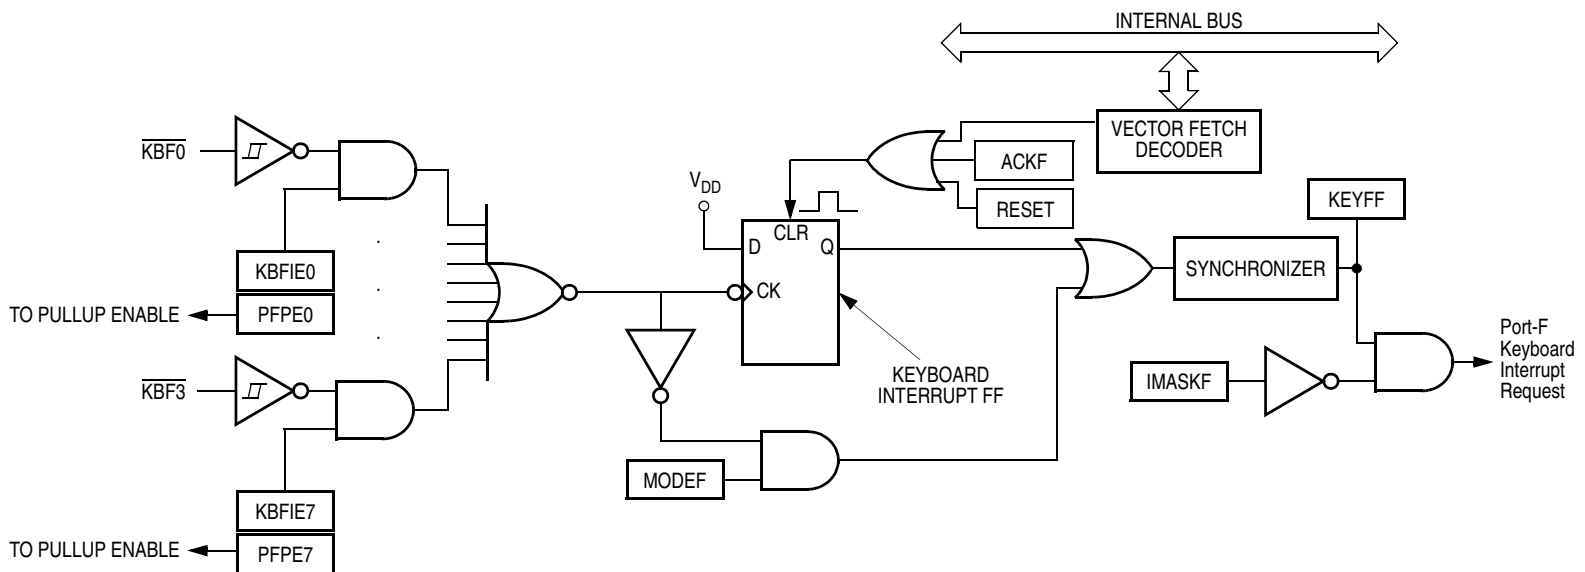 INTERNAL BUS
VECTOR FETCH
DECODER
KBF0
ACKF
VDD
RESET
KEYFF
CLR
D
Q
KBFIE0
SYNCHRONIZER
CK
TO PULLUP ENABLE
PFPE0
Port-F
Keyboard
Interrupt
Request
KEYBOARD
INTERRUPT FF
IMASKF
KBF3
MODEF
KBFIE7
TO PULLUP ENABLE
PFPE7